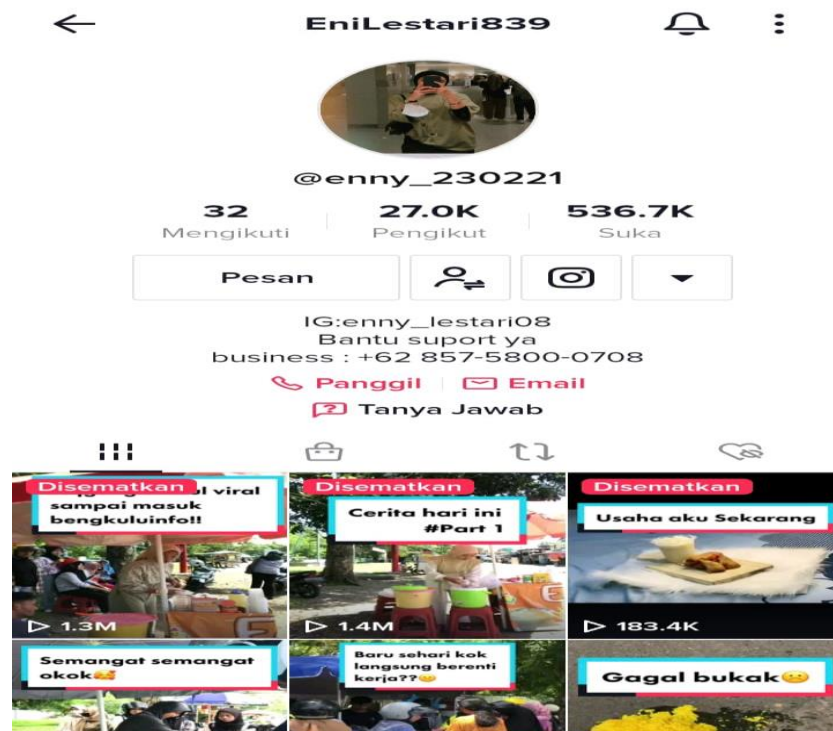 EniLestari839
@enny_230221
32 27.0K 536.7K
Mengikuti Pengikut Suka
Pesan
IG:enny_lestari08
Bantu suport ya
business : +62 857-5800-0708
Panggil Email
Tanya Jawab
Disematkan
viral
sampai masuk
bengkuluinfo!!
1.3M
Disematkan
Cerita hari ini
#Part 1
1.4M
Disematkan
Usaha aku Sekarang
183.4K
Semangat semangat
okok🥰
Baru sehari kok
langsung berenti
kerja??
Gagal bukak